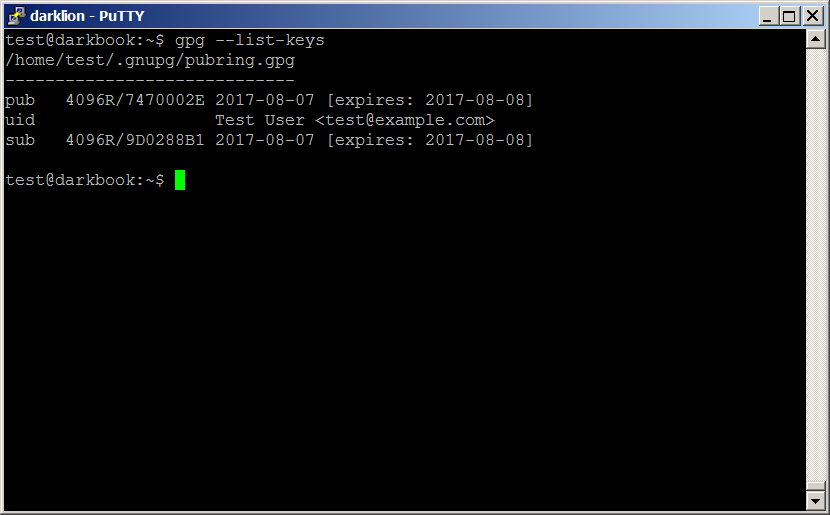 darklion - PuTTY
test@darkbook:~$ gpg --list-keys
/home/test/.gnupg/pubring.gpg
-----------------------------
pub   4096R/7470002E 2017-08-07 [expires: 2017-08-08]
uid                  Test User <test@example.com>
sub   4096R/9D0288B1 2017-08-07 [expires: 2017-08-08]
test@darkbook:~$